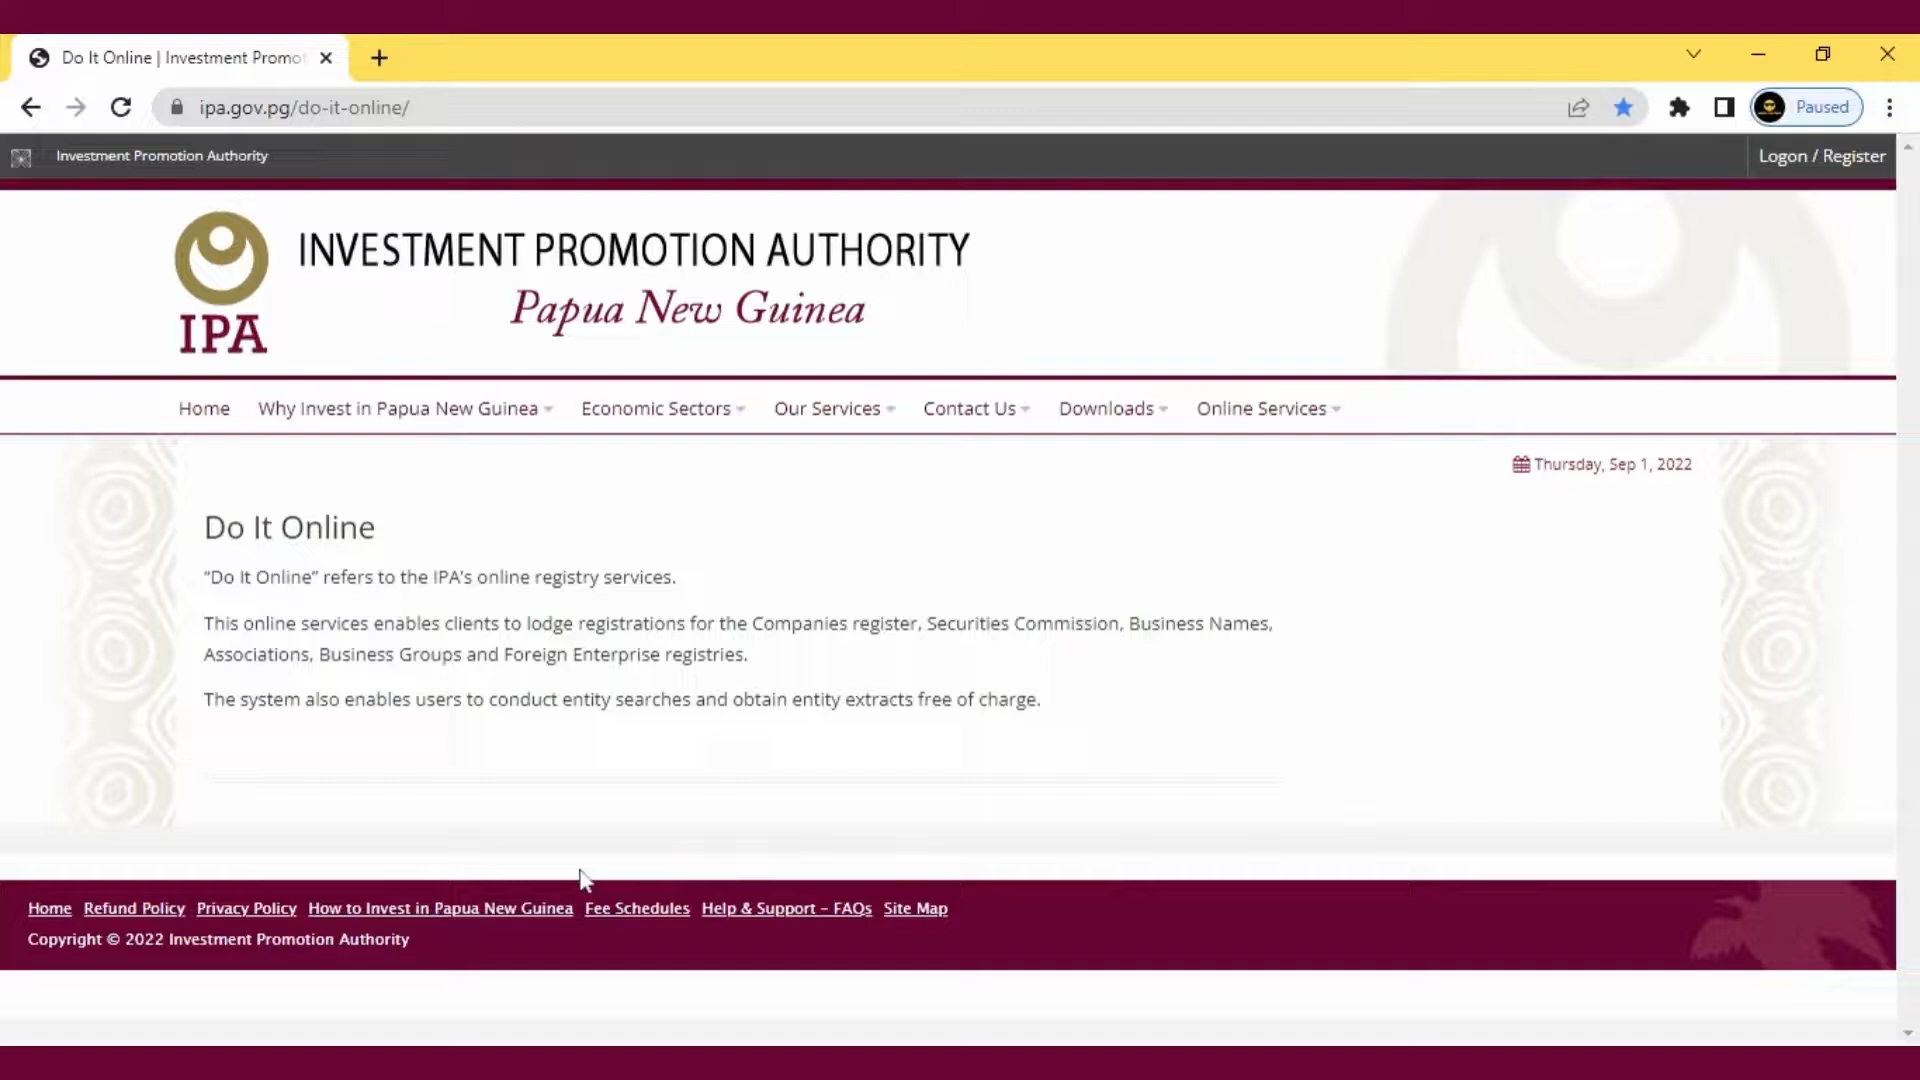 Do It Online | Investment Promo
ipa.gov.pg/do-it-online/
Paused
Investment Promotion Authority
Logon / Register
IPA
INVESTMENT PROMOTION AUTHORITY
Papua New Guinea
Home Why Invest in Papua New Guinea Economic Sectors Our Services Contact Us Downloads Online Services
Thursday, Sep 1, 2022
Do It Online
“Do It Online” refers to the IPA’s online registry services.
This online services enables clients to lodge registrations for the Companies register, Securities Commission, Business Names,
Associations, Business Groups and Foreign Enterprise registries.
The system also enables users to conduct entity searches and obtain entity extracts free of charge.
Home Refund Policy Privacy Policy How to Invest in Papua New Guinea Fee Schedules Help & Support – FAQs Site Map
Copyright © 2022 Investment Promotion Authority